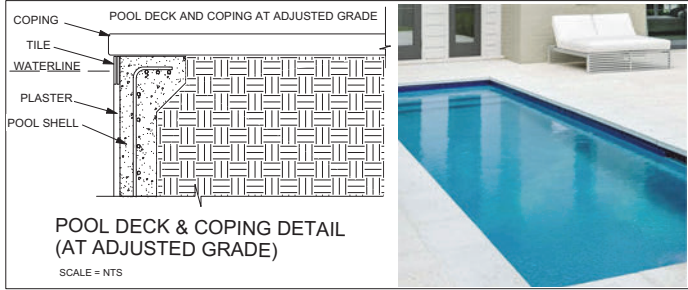 COPING
POOL DECK AND COPING AT ADJUSTED GRADE
TILE
WATERLINE
PLASTER
POOL SHELL
POOL DECK & COPING DETAIL
(AT ADJUSTED GRADE)
SCALE = NTS